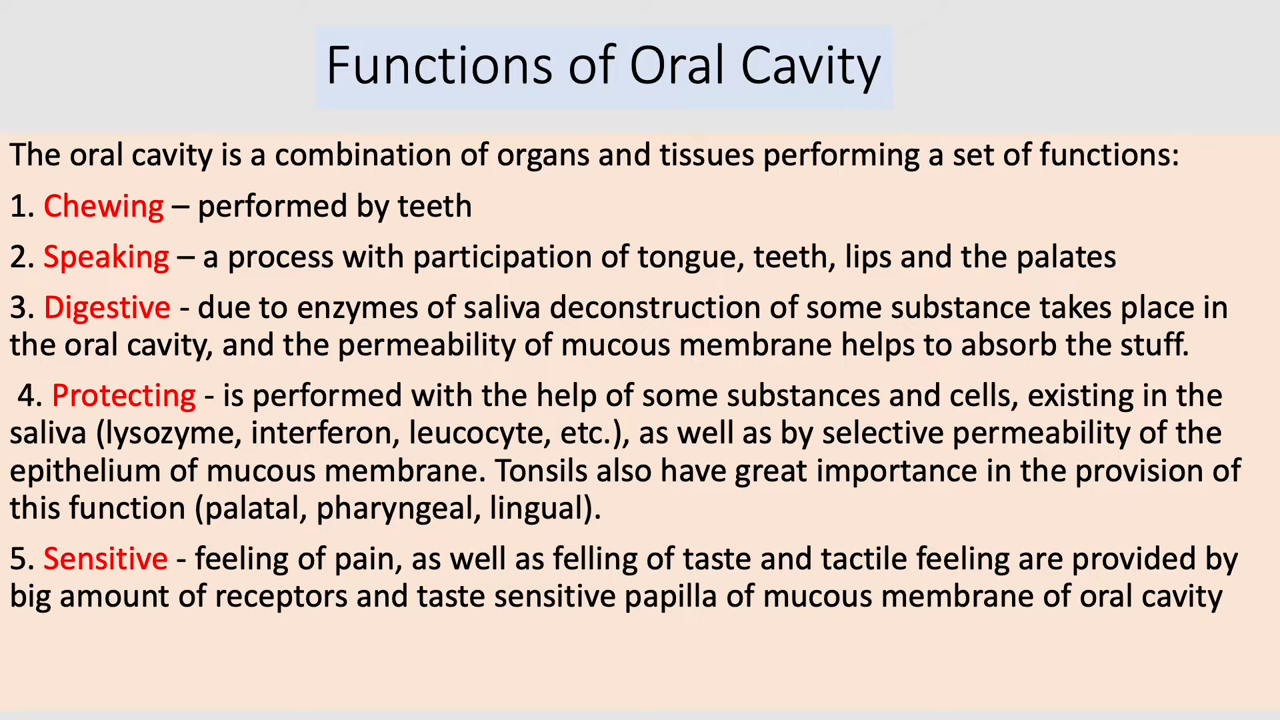 Functions of Oral Cavity
The oral cavity is a combination of organs and tissues performing a set of functions:
1. Chewing – performed by teeth
2. Speaking – a process with participation of tongue, teeth, lips and the palates
3. Digestive - due to enzymes of saliva deconstruction of some substance takes place in
the oral cavity, and the permeability of mucous membrane helps to absorb the stuff.
4. Protecting - is performed with the help of some substances and cells, existing in the
saliva (lysozyme, interferon, leucocyte, etc.), as well as by selective permeability of the
epithelium of mucous membrane. Tonsils also have great importance in the provision of
this function (palatal, pharyngeal, lingual).
5. Sensitive - feeling of pain, as well as felling of taste and tactile feeling are provided by
big amount of receptors and taste sensitive papilla of mucous membrane of oral cavity